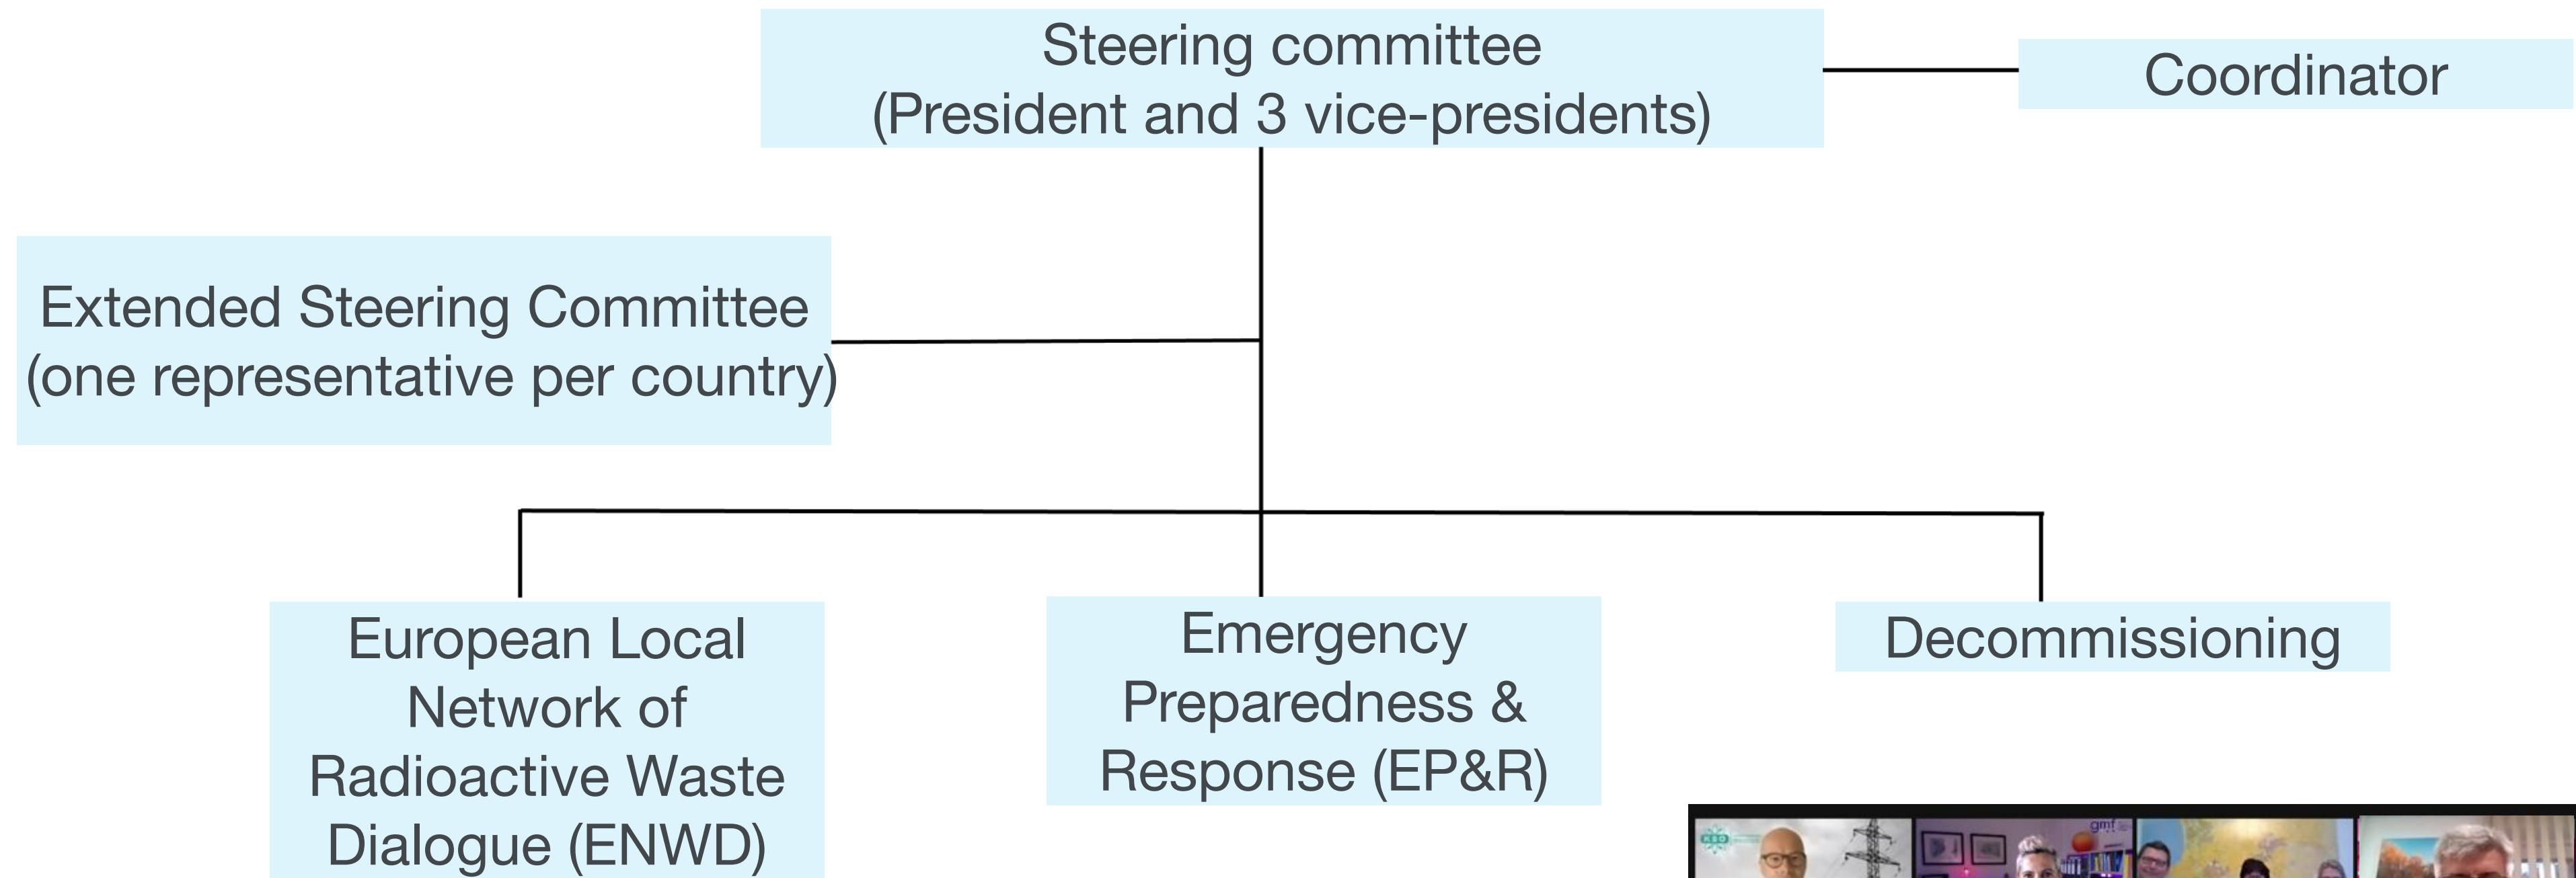 Steering committee
(President and 3 vice-presidents)
Coordinator
Extended Steering Committee
(one representative per country)
European Local
Network of
Radioactive Waste
Dialogue (ENWD)
Emergency
Preparedness &
Response (EP&R)
Decommissioning
gmf